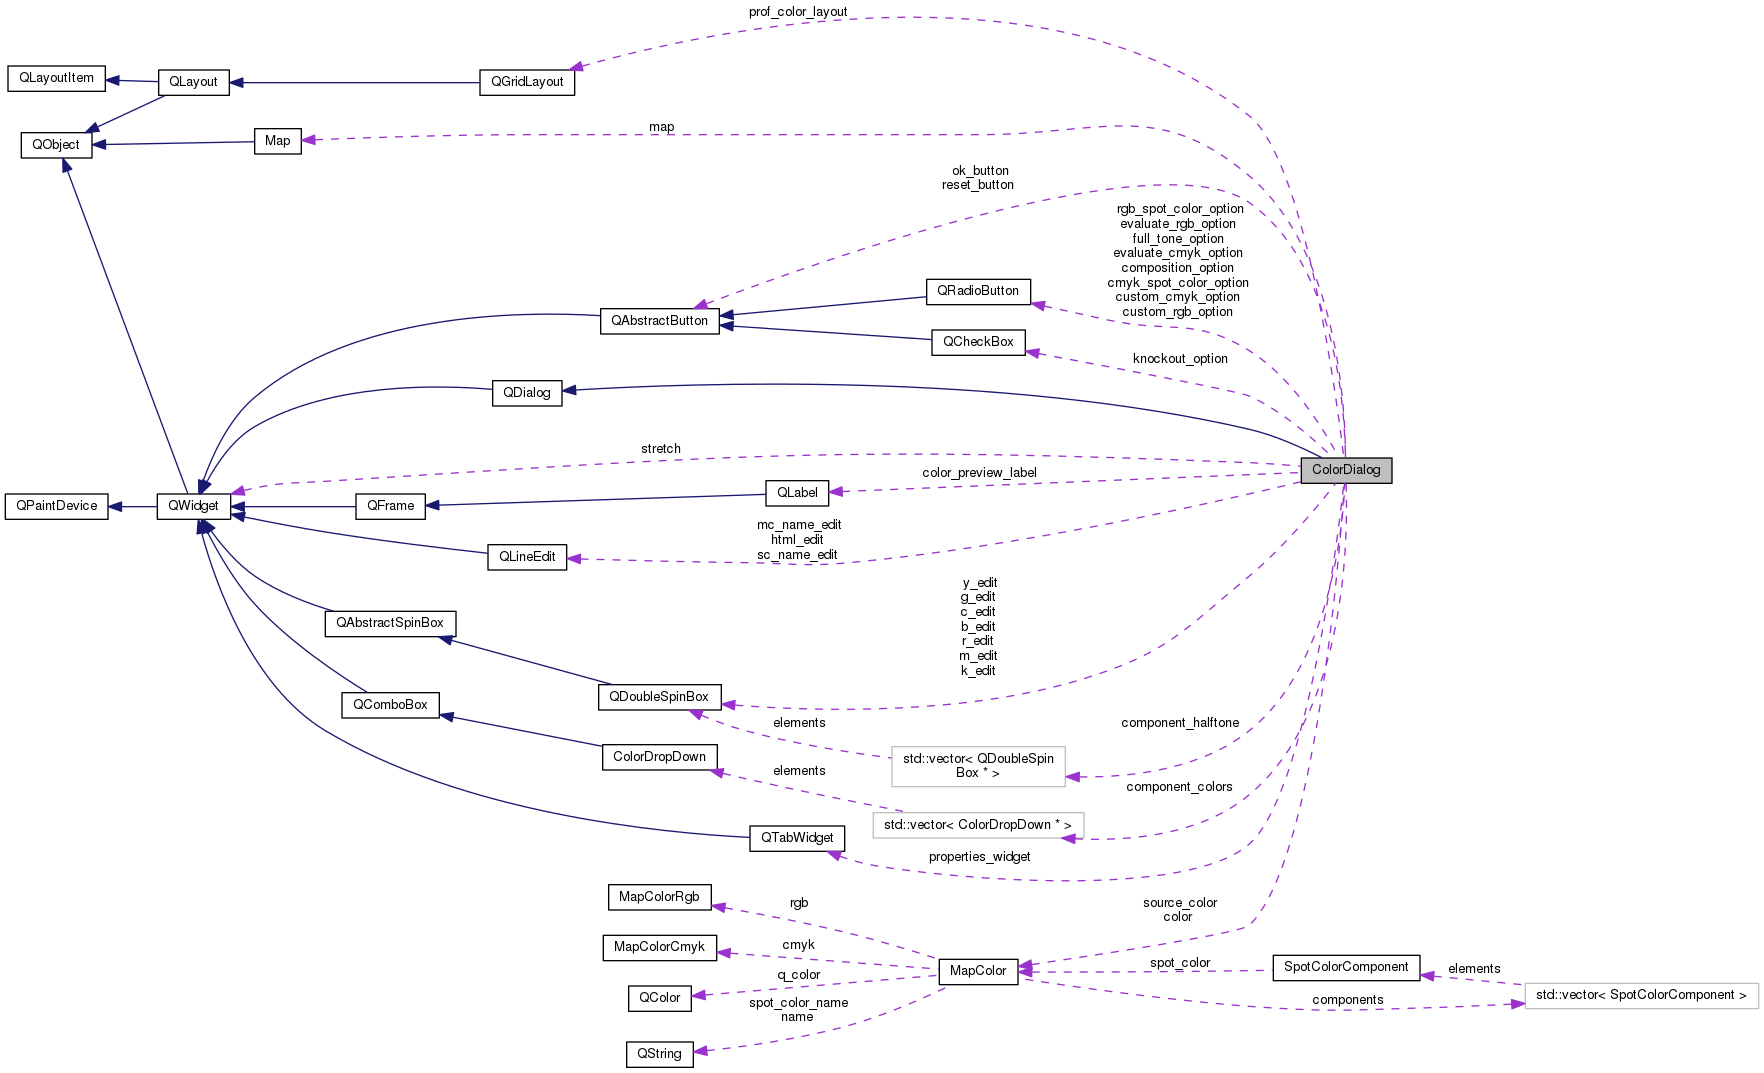 prof_color_layout
QLayoutItem
QLayout
QGridLayout
map
QObject
Map
ok_button
reset_button
rgb_spot_color_option
evaluate_rgb_option
full_tone_option
evaluate_cmyk_option
composition_option
cmyk_spot_color_option
custom_cmyk_option
custom_rgb_option
QRadioButton
QAbstractButton
QCheckBox
knockout_option
QDialog
stretch
ColorDialog
color_preview_label
QLabel
QPaintDevice
QWidget
QFrame
mc_name_edit
html_edit
sc_name_edit
QLineEdit
y_edit
g_edit
c_edit
b_edit
r_edit
m_edit
k_edit
QAbstractSpinBox
QDoubleSpinBox
QComboBox
elements
component_halftone
std::vector< QDoubleSpin
Box * >
ColorDropDown
elements
component_colors
std::vector< ColorDropDown * >
QTabWidget
properties_widget
MapColorRgb
rgb
source_color
color
MapColorCmyk
cmyk
MapColor
spot_color
SpotColorComponent
elements
q_color
QColor
std::vector< SpotColorComponent >
components
spot_color_name
name
QString